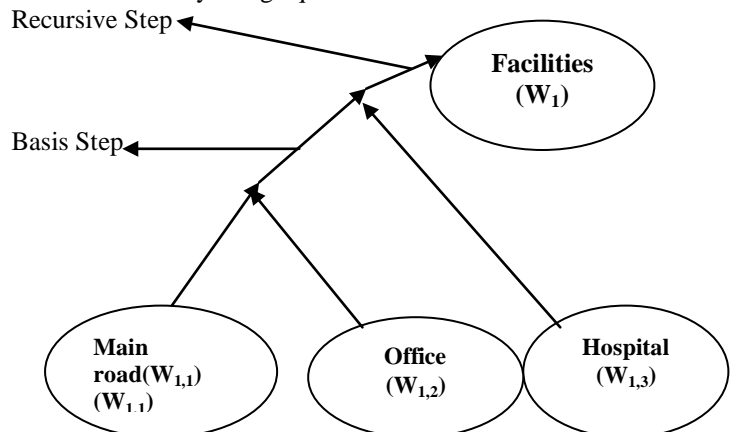 Recursive Step
Facilities
(W₁)
Basis Step
Main
road(W₁,₁)
(W₁,₁)
Office
(W₁,₂)
Hospital
(W₁,₃)